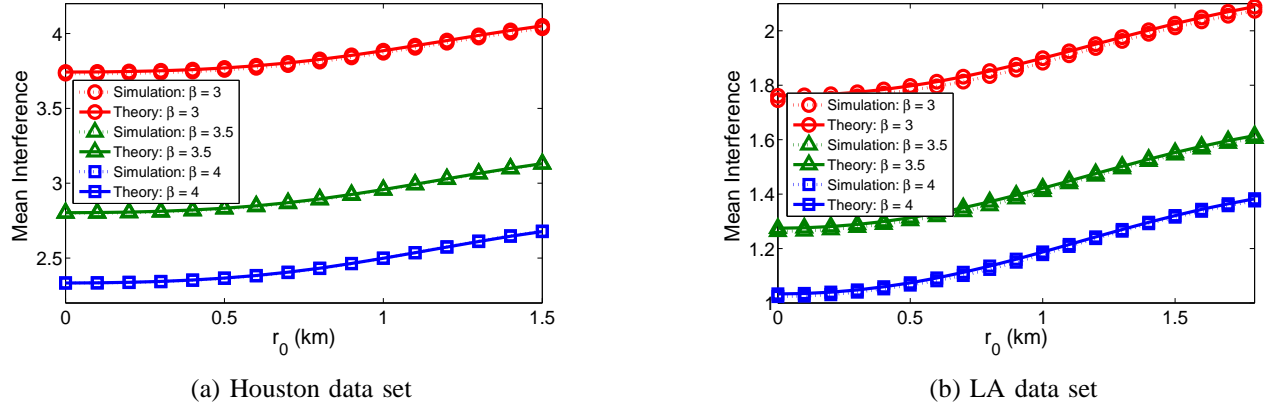 4
3.5
3
2.5
Mean Interference
Simulation: β = 3
Theory: β = 3
Simulation: β = 3.5
Theory: β = 3.5
Simulation: β = 4
Theory: β = 4
0 0.5 1 1.5
r_0 (km)
(a) Houston data set
2
1.8
1.6
1.4
1.2
1
Mean Interference
Simulation: β = 3
Theory: β = 3
Simulation: β = 3.5
Theory: β = 3.5
Simulation: β = 4
Theory: β = 4
0 0.5 1 1.5
r_0 (km)
(b) LA data set